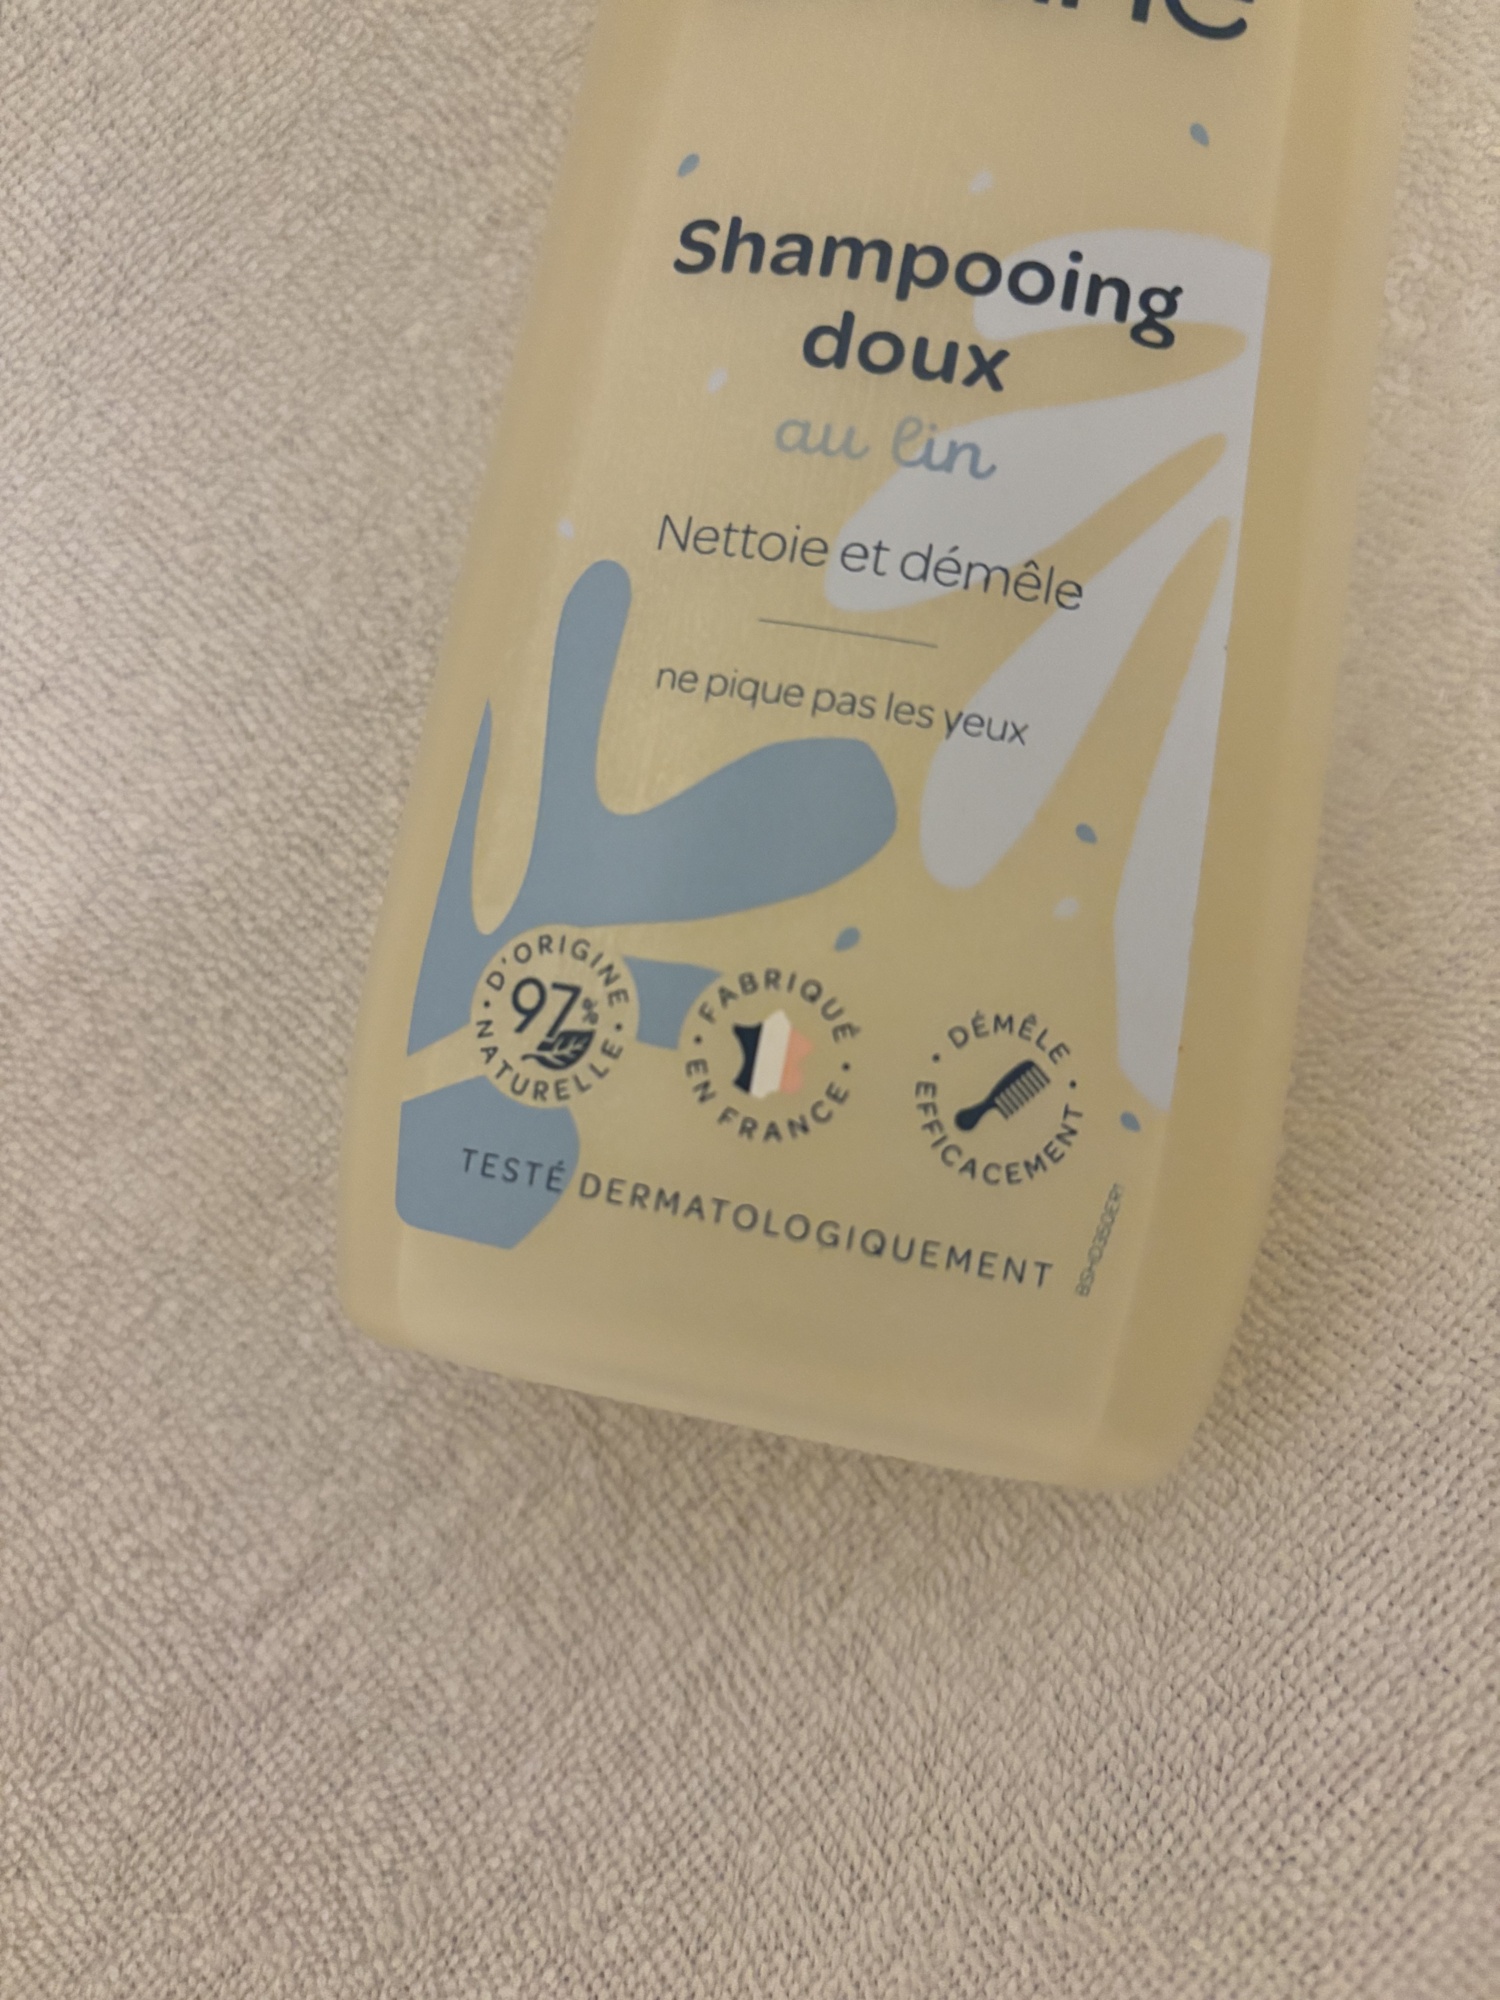 Shampooing
doux
au lin
Nettoie et démêle
ne pique pas les yeux
D'ORIGINE
97%
NATURELLE
FABRIQUÉ
EN FRANCE
DÉMÊLE
EFFICACEMENT
TESTÉ DERMATOLOGIQUEMENT